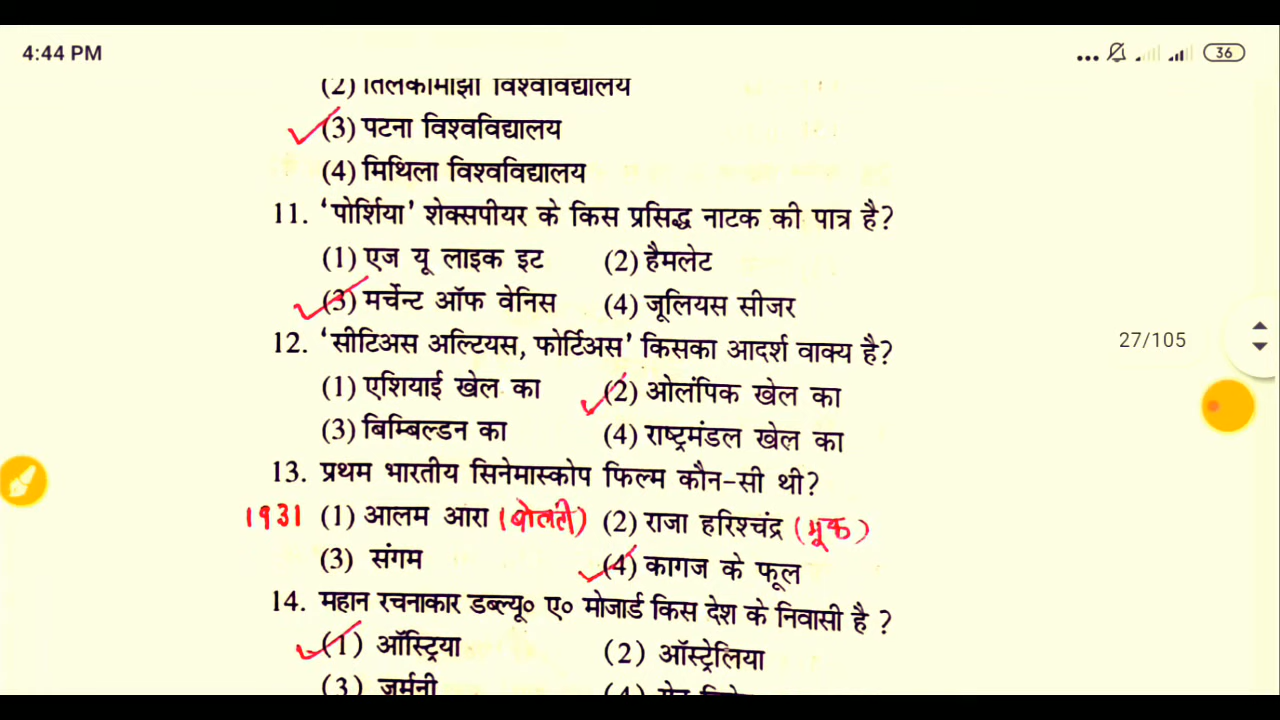 4:44 PM
... 36
(2) तिलकामांझी विश्वविद्यालय
(3) पटना विश्वविद्यालय
(4) मिथिला विश्वविद्यालय
11. ‘पोर्शिया’ शेक्सपीयर के किस प्रसिद्ध नाटक की पात्र है?
(1) एज यू लाइक इट (2) हैमलेट
(3) मर्चेन्ट ऑफ वेनिस (4) जूलियस सीजर
12. ‘सीटिअस अल्टियस, फोर्टिअस’ किसका आदर्श वाक्य है?
27/105
(1) एशियाई खेल का (2) ओलंपिक खेल का
(3) बिम्बिल्डन का (4) राष्ट्रमंडल खेल का
13. प्रथम भारतीय सिनेमास्कोप फिल्म कौन-सी थी?
1931 (1) आलम आरा (बोलती) (2) राजा हरिश्चंद्र (मूक)
(3) संगम (4) कागज के फूल
14. महान रचनाकार डब्ल्यू० ए० मोजार्ड किस देश के निवासी है ?
(1) ऑस्ट्रिया (2) ऑस्ट्रेलिया
(3) जर्मनी (4)